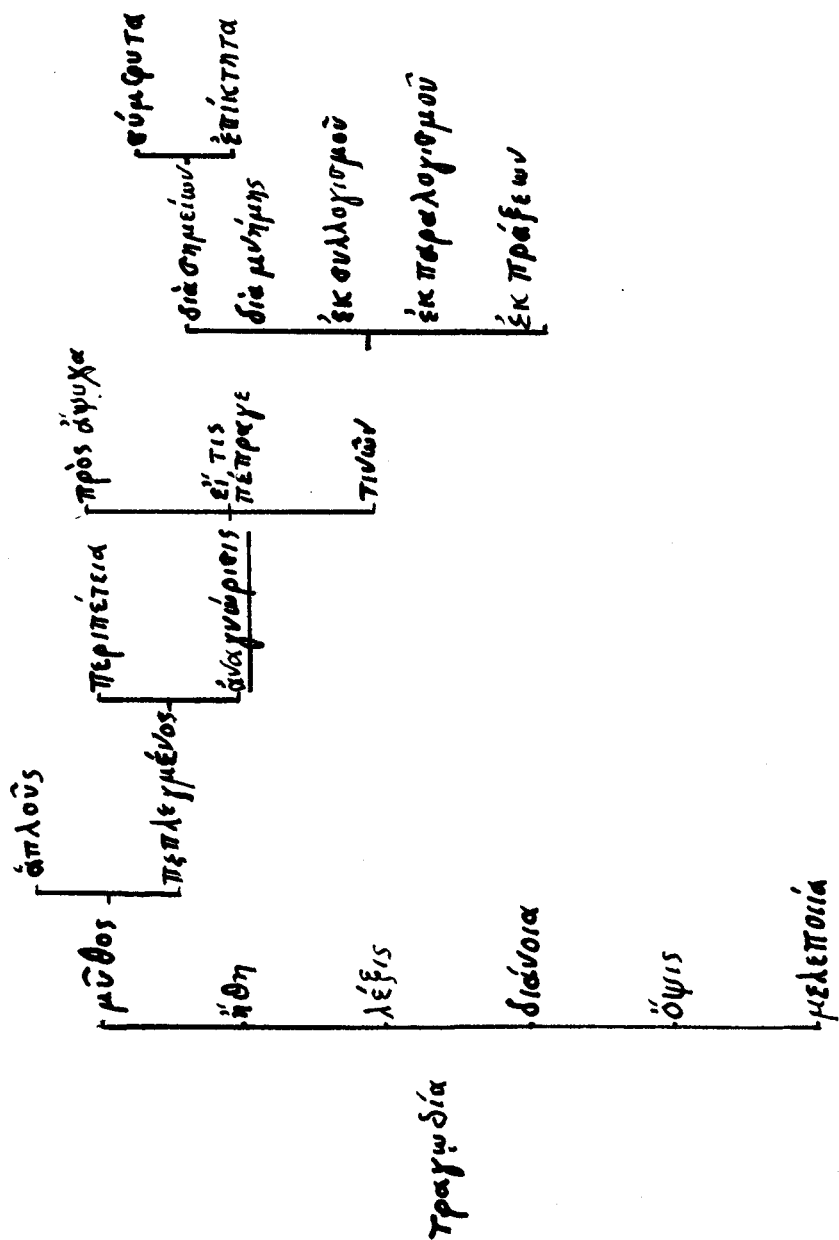 τραγῳδία
μῦθος
ἤθη
λέξις
διάνοια
ὄψις
μελεποιία
ἁπλοῦς
πεπλεγμένος
περιπέτεια
ἀναγνώρισις
πρὸς ἄψυχα
εἴ τις
πέπραγε
τινῶν
διὰ σημείων
διὰ μνήμης
ἐκ συλλογισμοῦ
ἐκ παραλογισμοῦ
ἐκ πράξεων
σύμφυτα
ἐπίκτητα